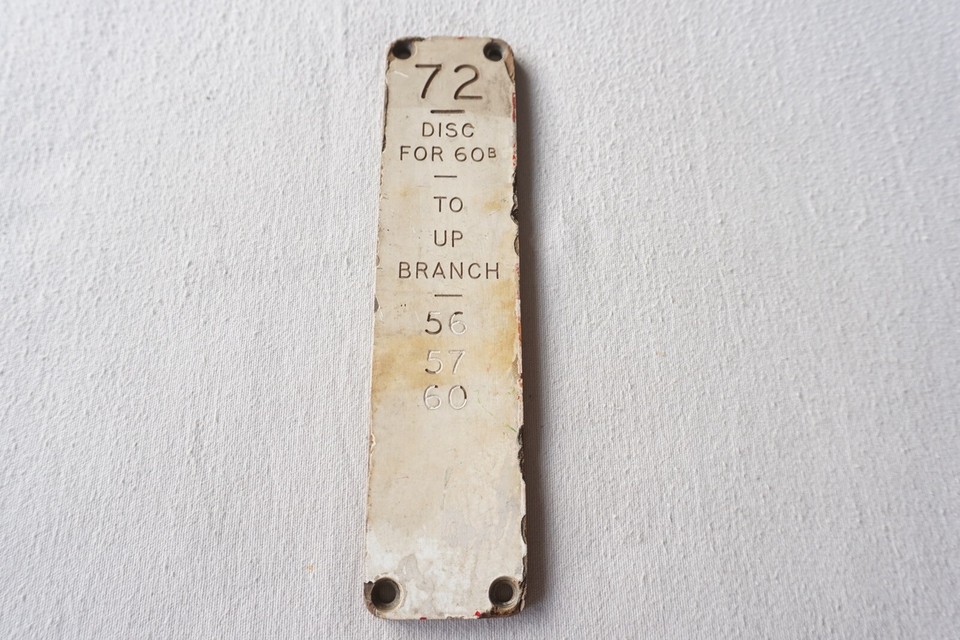 72
DISC
FOR 60B
TO
UP
BRANCH
56
57
60